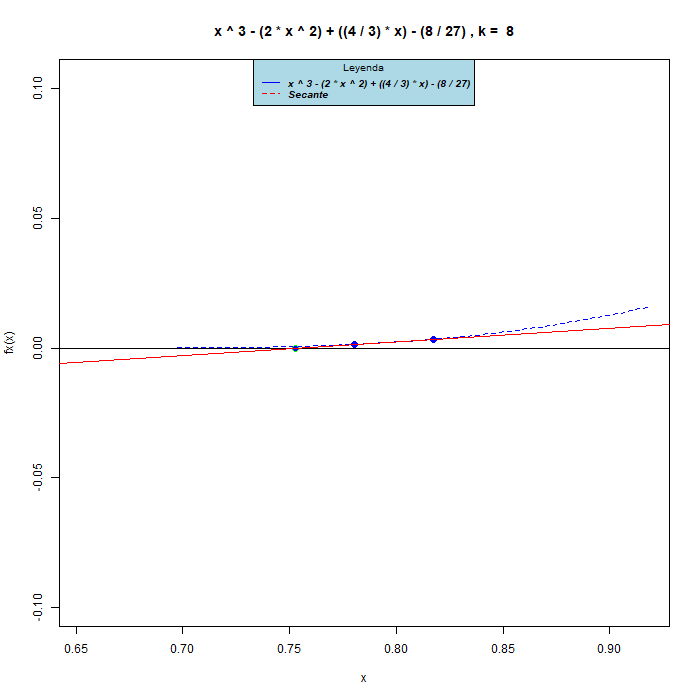 x ^ 3 - (2 * x ^ 2) + ((4 / 3) * x) - (8 / 27) , k = 8
Leyenda
x ^ 3 - (2 * x ^ 2) + ((4 / 3) * x) - (8 / 27)
Secante
0.10
0.05
0.00
-0.05
-0.10
fx(x)
0.65 0.70 0.75 0.80 0.85 0.90
x